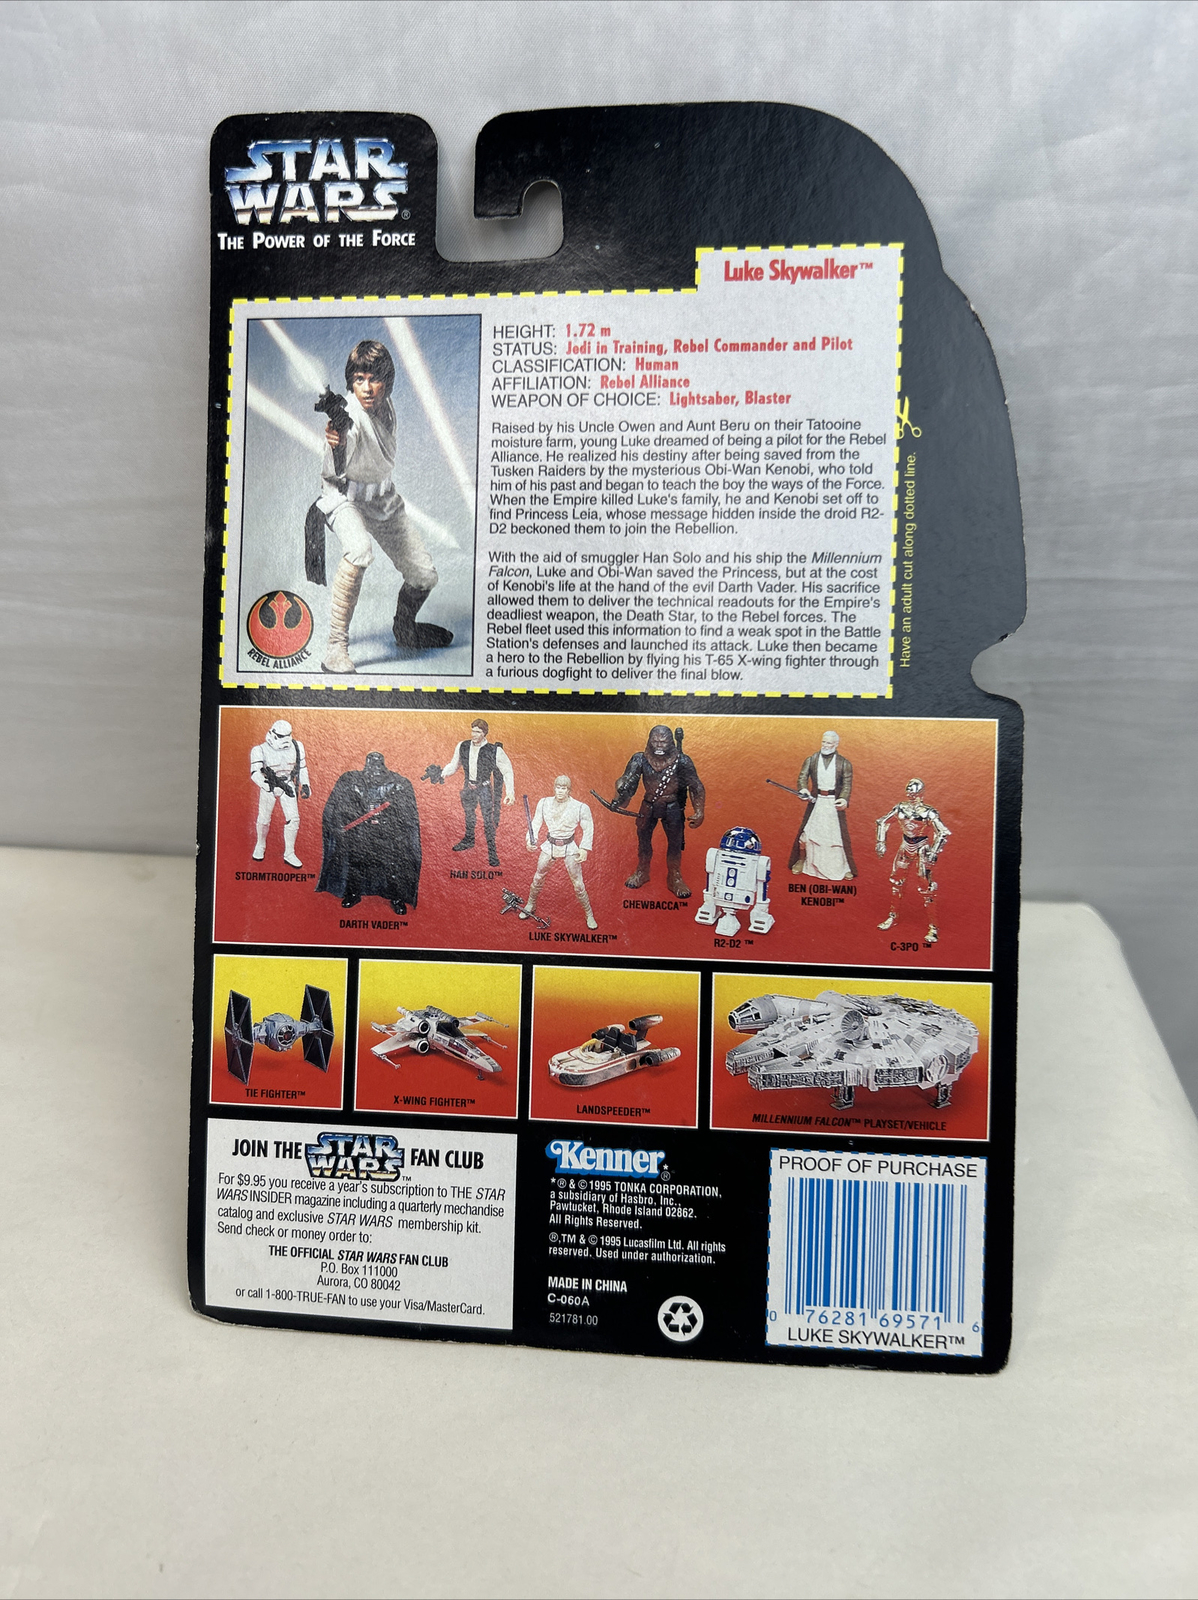 STAR
WARS®
THE POWER OF THE FORCE
Luke Skywalker™
HEIGHT: 1.72 m
STATUS: Jedi in Training, Rebel Commander and Pilot
CLASSIFICATION: Human
AFFILIATION: Rebel Alliance
WEAPON OF CHOICE: Lightsaber, Blaster
Raised by his Uncle Owen and Aunt Beru on their Tatooine
moisture farm, young Luke dreamed of being a pilot for the Rebel
Alliance. He realized his destiny after being saved from the
Tusken Raiders by the mysterious Obi-Wan Kenobi, who told
him of his past and began to teach the boy the ways of the Force.
When the Empire killed Luke's family, he and Kenobi set off to
find Princess Leia, whose message hidden inside the droid R2-
D2 beckoned them to join the Rebellion.
With the aid of smuggler Han Solo and his ship the Millennium
Falcon, Luke and Obi-Wan saved the Princess, but at the cost
of Kenobi's life at the hand of the evil Darth Vader. His sacrifice
allowed them to deliver the technical readouts for the Empire's
deadliest weapon, the Death Star, to the Rebel forces. The
Rebel fleet used this information to find a weak spot in the Battle
Station's defenses and launched its attack. Luke then became
a hero to the Rebellion by flying his T-65 X-wing fighter through
a furious dogfight to deliver the final blow.
REBEL ALLIANCE
Have an adult cut along dotted line.
STORMTROOPER™
DARTH VADER™
HAN SOLO™
LUKE SKYWALKER™
CHEWBACCA™
R2-D2 ™
BEN (OBI-WAN)
KENOBI™
C-3PO ™
TIE FIGHTER™
X-WING FIGHTER™
LANDSPEEDER™
MILLENNIUM FALCON™ PLAYSET/VEHICLE
JOIN THE STAR WARS™ FAN CLUB
For $9.95 you receive a year's subscription to THE STAR
WARS INSIDER magazine including a quarterly merchandise
catalog and exclusive STAR WARS membership kit.
Send check or money order to:
THE OFFICIAL STAR WARS FAN CLUB
P.O. Box 111000
Aurora, CO 80042
or call 1-800-TRUE-FAN to use your Visa/MasterCard.
Kenner®*
*® & © 1995 TONKA CORPORATION,
a subsidiary of Hasbro, Inc.,
Pawtucket, Rhode Island 02862.
All Rights Reserved.
®,TM & © 1995 Lucasfilm Ltd. All rights
reserved. Used under authorization.
MADE IN CHINA
C-060A
521781.00
PROOF OF PURCHASE
0 76281 69571 6
LUKE SKYWALKER™